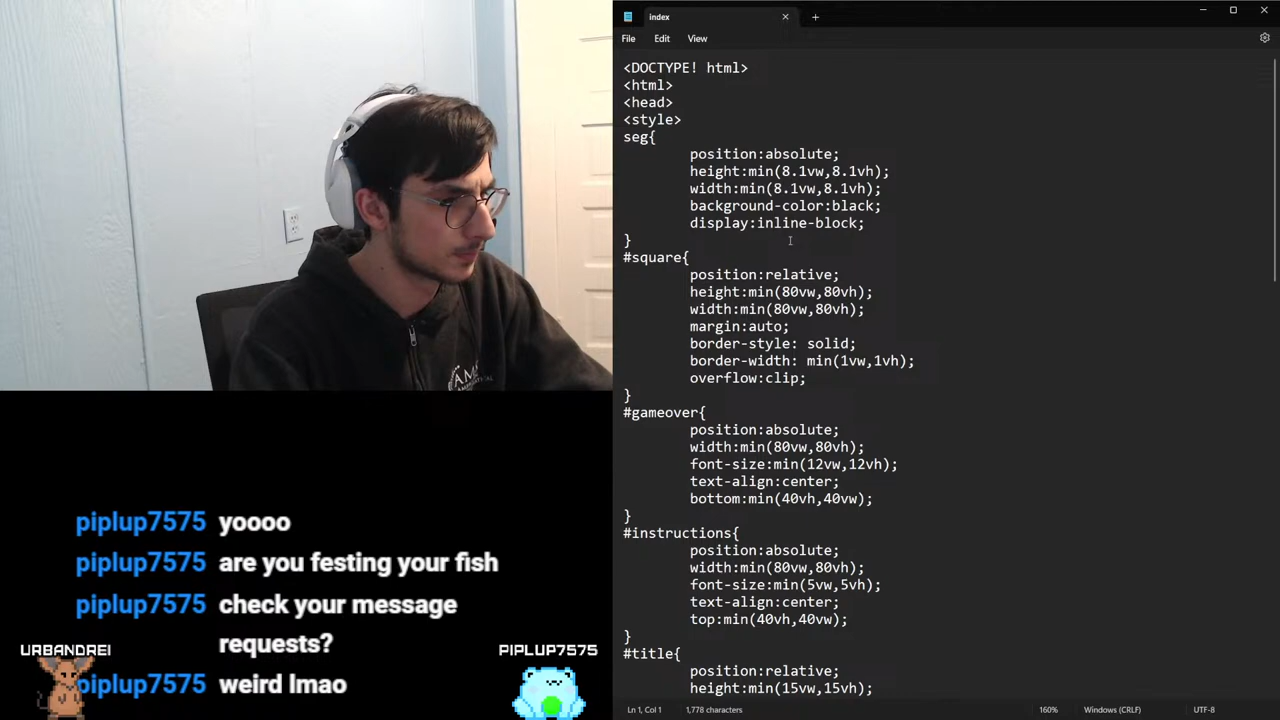 index
File Edit View
<DOCTYPE! html>
<html>
<head>
<style>
seg{
position:absolute;
height:min(8.1vw,8.1vh);
width:min(8.1vw,8.1vh);
background-color:black;
display:inline-block;
}
#square{
position:relative;
height:min(80vw,80vh);
width:min(80vw,80vh);
margin:auto;
border-style: solid;
border-width: min(1vw,1vh);
overflow:clip;
}
#gameover{
position:absolute;
width:min(80vw,80vh);
font-size:min(12vw,12vh);
text-align:center;
bottom:min(40vh,40vw);
}
#instructions{
position:absolute;
width:min(80vw,80vh);
font-size:min(5vw,5vh);
text-align:center;
top:min(40vh,40vw);
}
#title{
position:relative;
height:min(15vw,15vh);
Ln 1, Col 1 1,778 characters 160% Windows (CRLF) UTF-8
piplup7575 yoooo
piplup7575 are you festing your fish
piplup7575 check your message
requests?
piplup7575 weird lmao
URBANDREI
PIPLUP7575